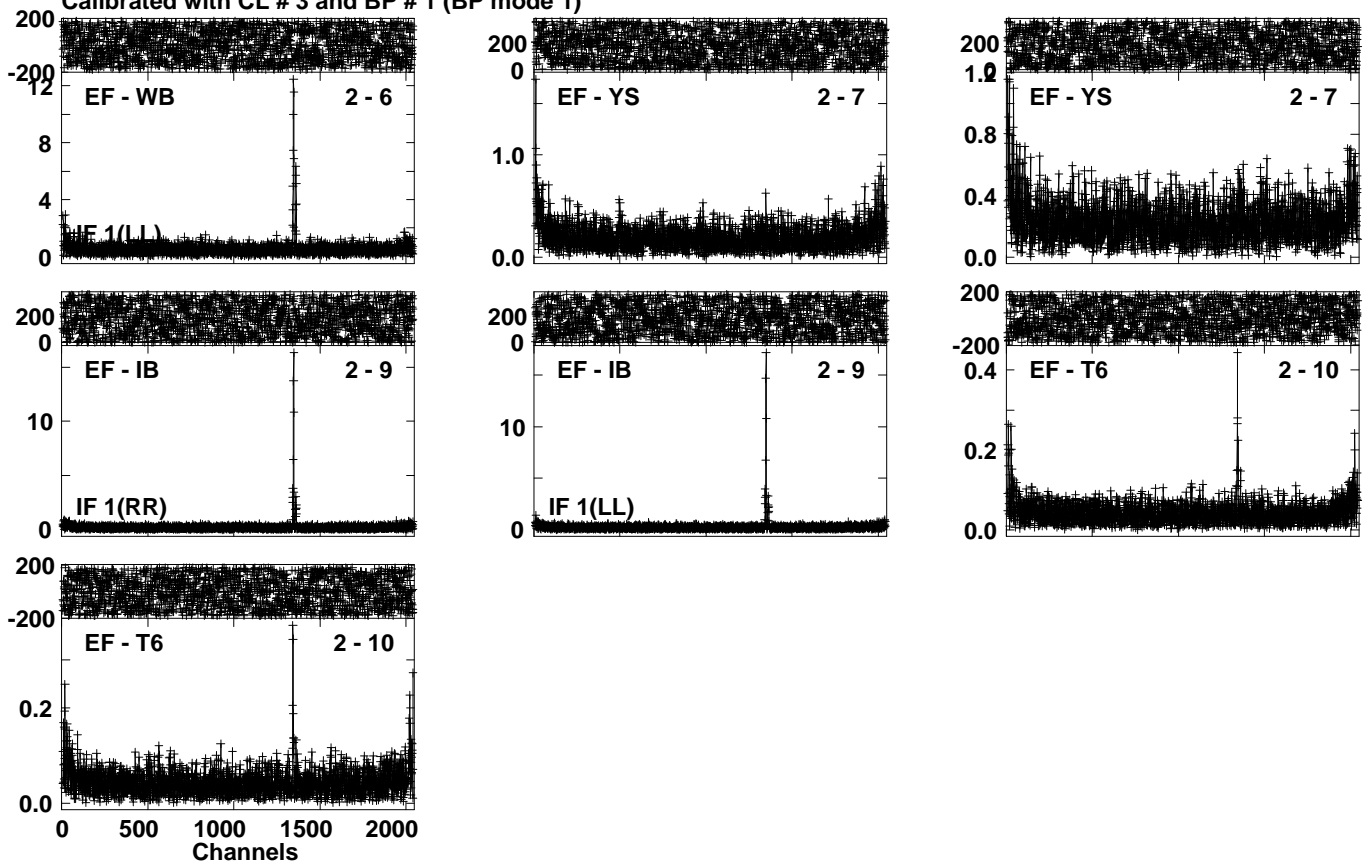 Calibrated with CL # 3 and BP # 1 (BP mode 1)
200
-200
12
8
4
0
EF - WB 2 - 6
IF 1(LL)
200
0
1.0
0.0
EF - YS 2 - 7
200
0
1.2
0.8
0.4
0.0
EF - YS 2 - 7
200
0
10
0
EF - IB 2 - 9
IF 1(RR)
200
0
10
0
EF - IB 2 - 9
IF 1(LL)
200
-200
0.4
0.2
0.0
EF - T6 2 - 10
200
-200
0.2
0.0
EF - T6 2 - 10
0 500 1000 1500 2000
Channels